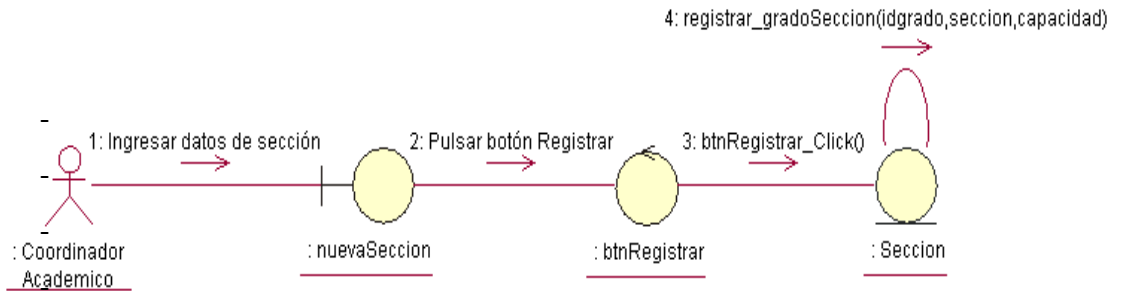 4: registrar_gradoSeccion(idgrado,seccion,capacidad)
1: Ingresar datos de sección
2: Pulsar botón Registrar
3: btnRegistrar_Click()
: Coordinador
Academico
: nuevaSeccion
: btnRegistrar
: Seccion